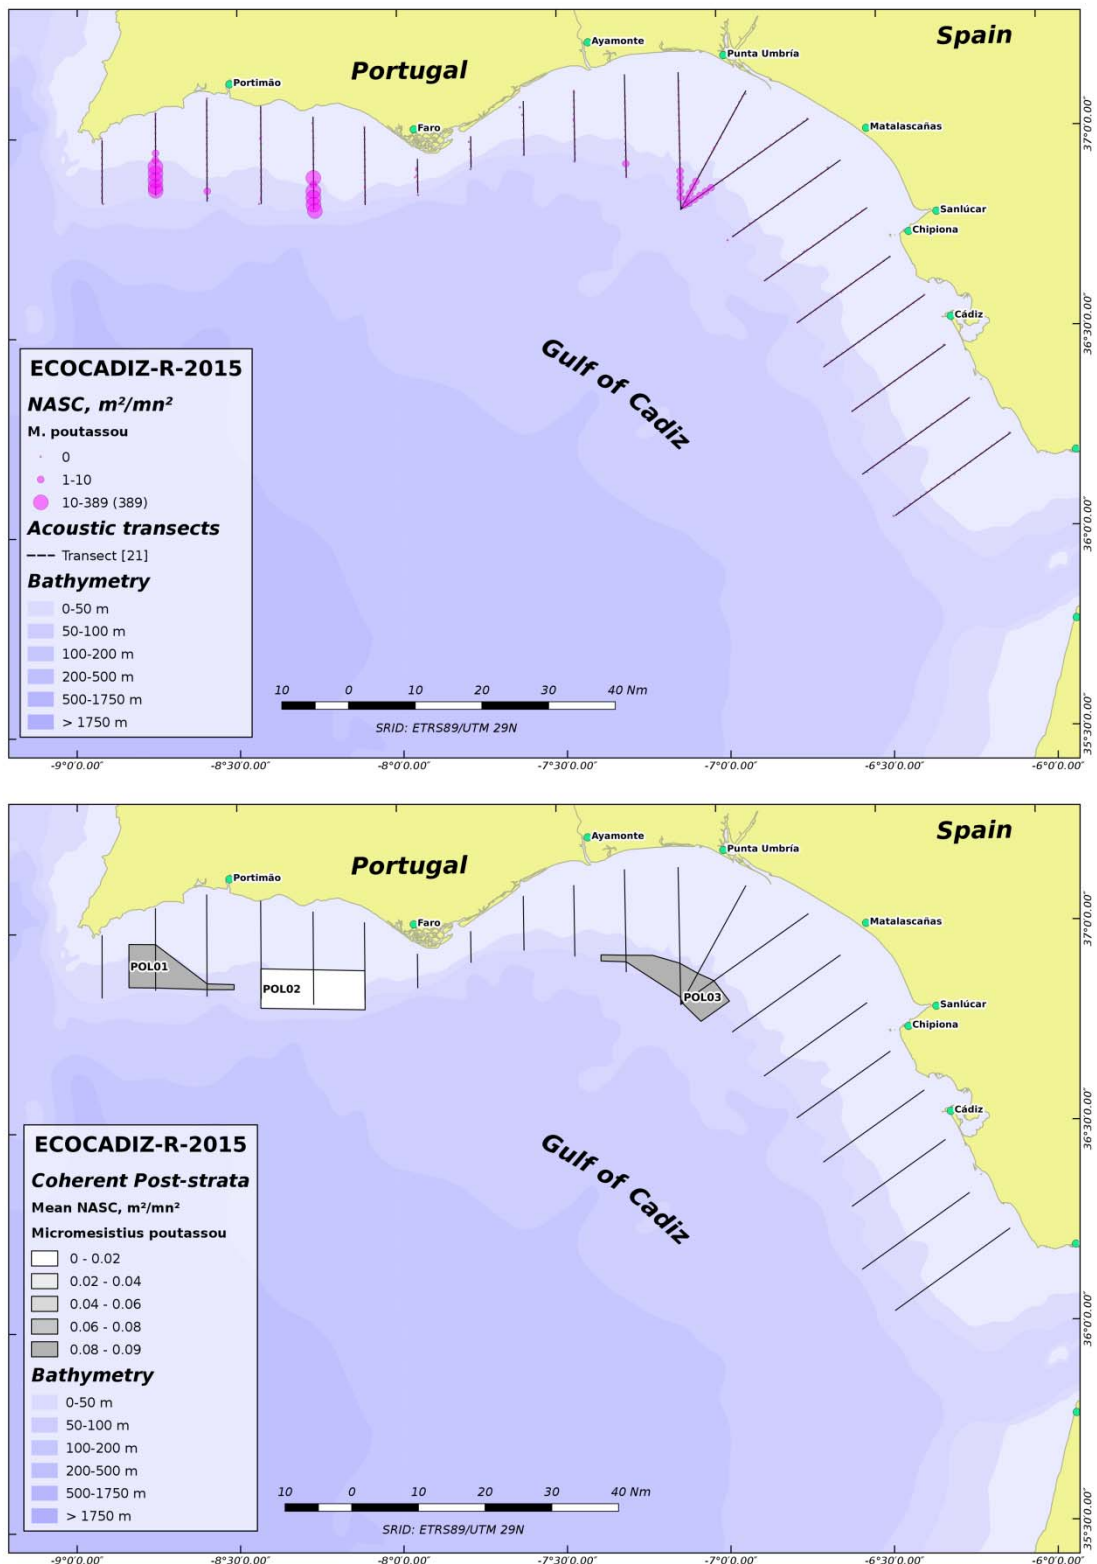 Spain
Ayamonte
Punta Umbría
Portugal
Portimão
37°0'0.00"
Faro
Matalascañas
Sanlúcar
Chipiona
36°30'0.00"
Cádiz
Gulf of Cadiz
ECOCADIZ-R-2015
NASC, m²/mn²
M. poutassou
0
1-10
10-389 (389)
Acoustic transects
Transect [21]
36°0'0.00"
Bathymetry
0-50 m
50-100 m
100-200 m
200-500 m
500-1750 m
> 1750 m
10 0 10 20 30 40 Nm
SRID: ETRS89/UTM 29N
35°30'0.00"
-9°0'0.00" -8°30'0.00" -8°0'0.00" -7°30'0.00" -7°0'0.00" -6°30'0.00" -6°0'0.00"
Spain
Ayamonte
Punta Umbría
Portugal
Portimão
37°0'0.00"
Faro
Matalascañas
POL01
POL02
POL03
Sanlúcar
Chipiona
36°30'0.00"
Cádiz
Gulf of Cadiz
ECOCADIZ-R-2015
Coherent Post-strata
Mean NASC, m²/mn²
Micromesistius poutassou
0 - 0.02
0.02 - 0.04
0.04 - 0.06
0.06 - 0.08
0.08 - 0.09
36°0'0.00"
Bathymetry
0-50 m
50-100 m
100-200 m
200-500 m
500-1750 m
> 1750 m
10 0 10 20 30 40 Nm
SRID: ETRS89/UTM 29N
35°30'0.00"
-9°0'0.00" -8°30'0.00" -8°0'0.00" -7°30'0.00" -7°0'0.00" -6°30'0.00" -6°0'0.00"